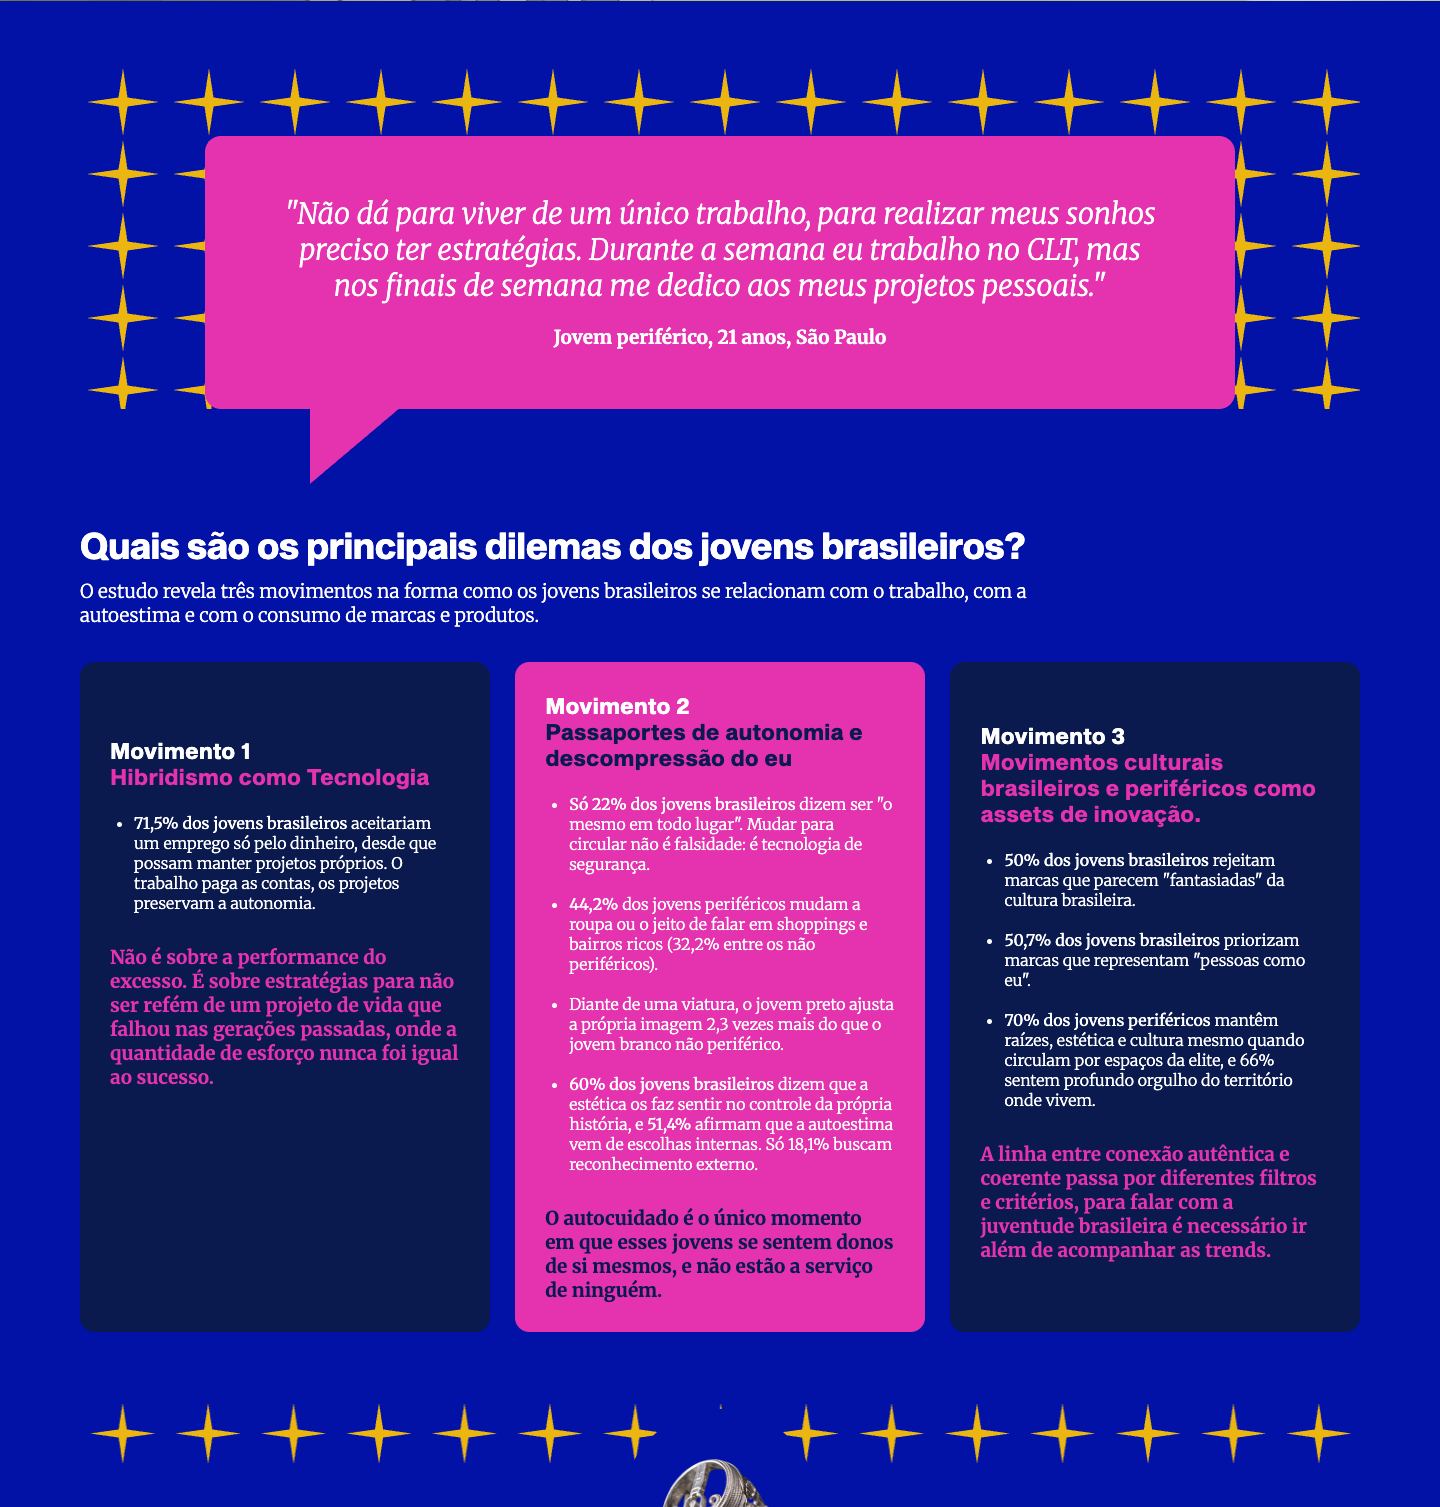 "Não dá para viver de um único trabalho, para realizar meus sonhos
preciso ter estratégias. Durante a semana eu trabalho no CLT, mas
nos finais de semana me dedico aos meus projetos pessoais."
Jovem periférico, 21 anos, São Paulo
Quais são os principais dilemas dos jovens brasileiros?
O estudo revela três movimentos na forma como os jovens brasileiros se relacionam com o trabalho, com a
autoestima e com o consumo de marcas e produtos.
Movimento 1
Hibridismo como Tecnologia
• 71,5% dos jovens brasileiros aceitariam
um emprego só pelo dinheiro, desde que
possam manter projetos próprios. O
trabalho paga as contas, os projetos
preservam a autonomia.
Não é sobre a performance do
excesso. É sobre estratégias para não
ser refém de um projeto de vida que
falhou nas gerações passadas, onde a
quantidade de esforço nunca foi igual
ao sucesso.
Movimento 2
Passaportes de autonomia e
descompressão do eu
• Só 22% dos jovens brasileiros dizem ser "o
mesmo em todo lugar". Mudar para
circular não é falsidade: é tecnologia de
segurança.
• 44,2% dos jovens periféricos mudam a
roupa ou o jeito de falar em shoppings e
bairros ricos (32,2% entre os não
periféricos).
• Diante de uma viatura, o jovem preto ajusta
a própria imagem 2,3 vezes mais do que o
jovem branco não periférico.
• 60% dos jovens brasileiros dizem que a
estética os faz sentir no controle da própria
história, e 51,4% afirmam que a autoestima
vem de escolhas internas. Só 18,1% buscam
reconhecimento externo.
O autocuidado é o único momento
em que esses jovens se sentem donos
de si mesmos, e não estão a serviço
de ninguém.
Movimento 3
Movimentos culturais
brasileiros e periféricos como
assets de inovação.
• 50% dos jovens brasileiros rejeitam
marcas que parecem "fantasiadas" da
cultura brasileira.
• 50,7% dos jovens brasileiros priorizam
marcas que representam "pessoas como
eu".
• 70% dos jovens periféricos mantêm
raízes, estética e cultura mesmo quando
circulam por espaços da elite, e 66%
sentem profundo orgulho do território
onde vivem.
A linha entre conexão autêntica e
coerente passa por diferentes filtros
e critérios, para falar com a
juventude brasileira é necessário ir
além de acompanhar as trends.